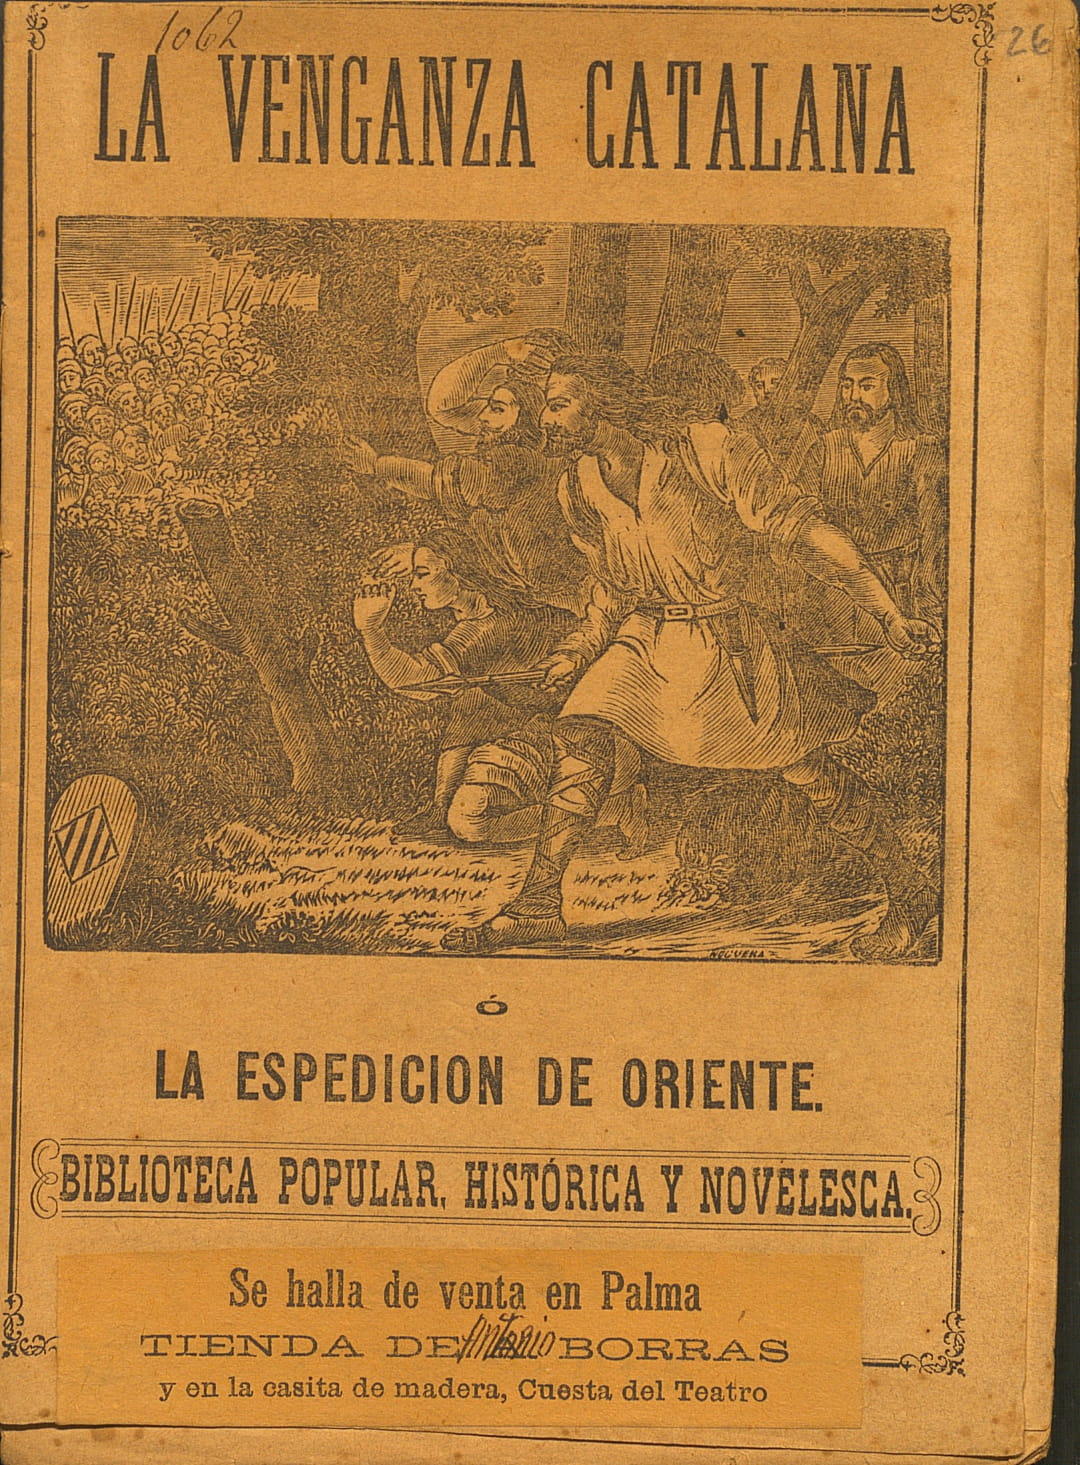 1062
26
LA VENGANZA CATALANA
NOGUERA
Ó
LA ESPEDICION DE ORIENTE.
BIBLIOTECA POPULAR, HISTÓRICA Y NOVELESCA.
Se halla de venta en Palma
TIENDA DE Antonio BORRÁS
y en la casita de madera, Cuesta del Teatro